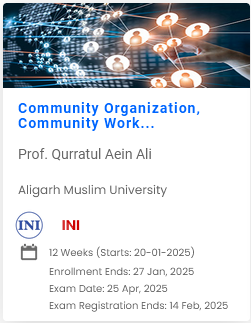 Community Organization,
Community Work...
Prof. Qurratul Aein Ali
Aligarh Muslim University
INI INI
12 Weeks (Starts: 20-01-2025)
Enrollment Ends: 27 Jan, 2025
Exam Date: 25 Apr, 2025
Exam Registration Ends: 14 Feb, 2025